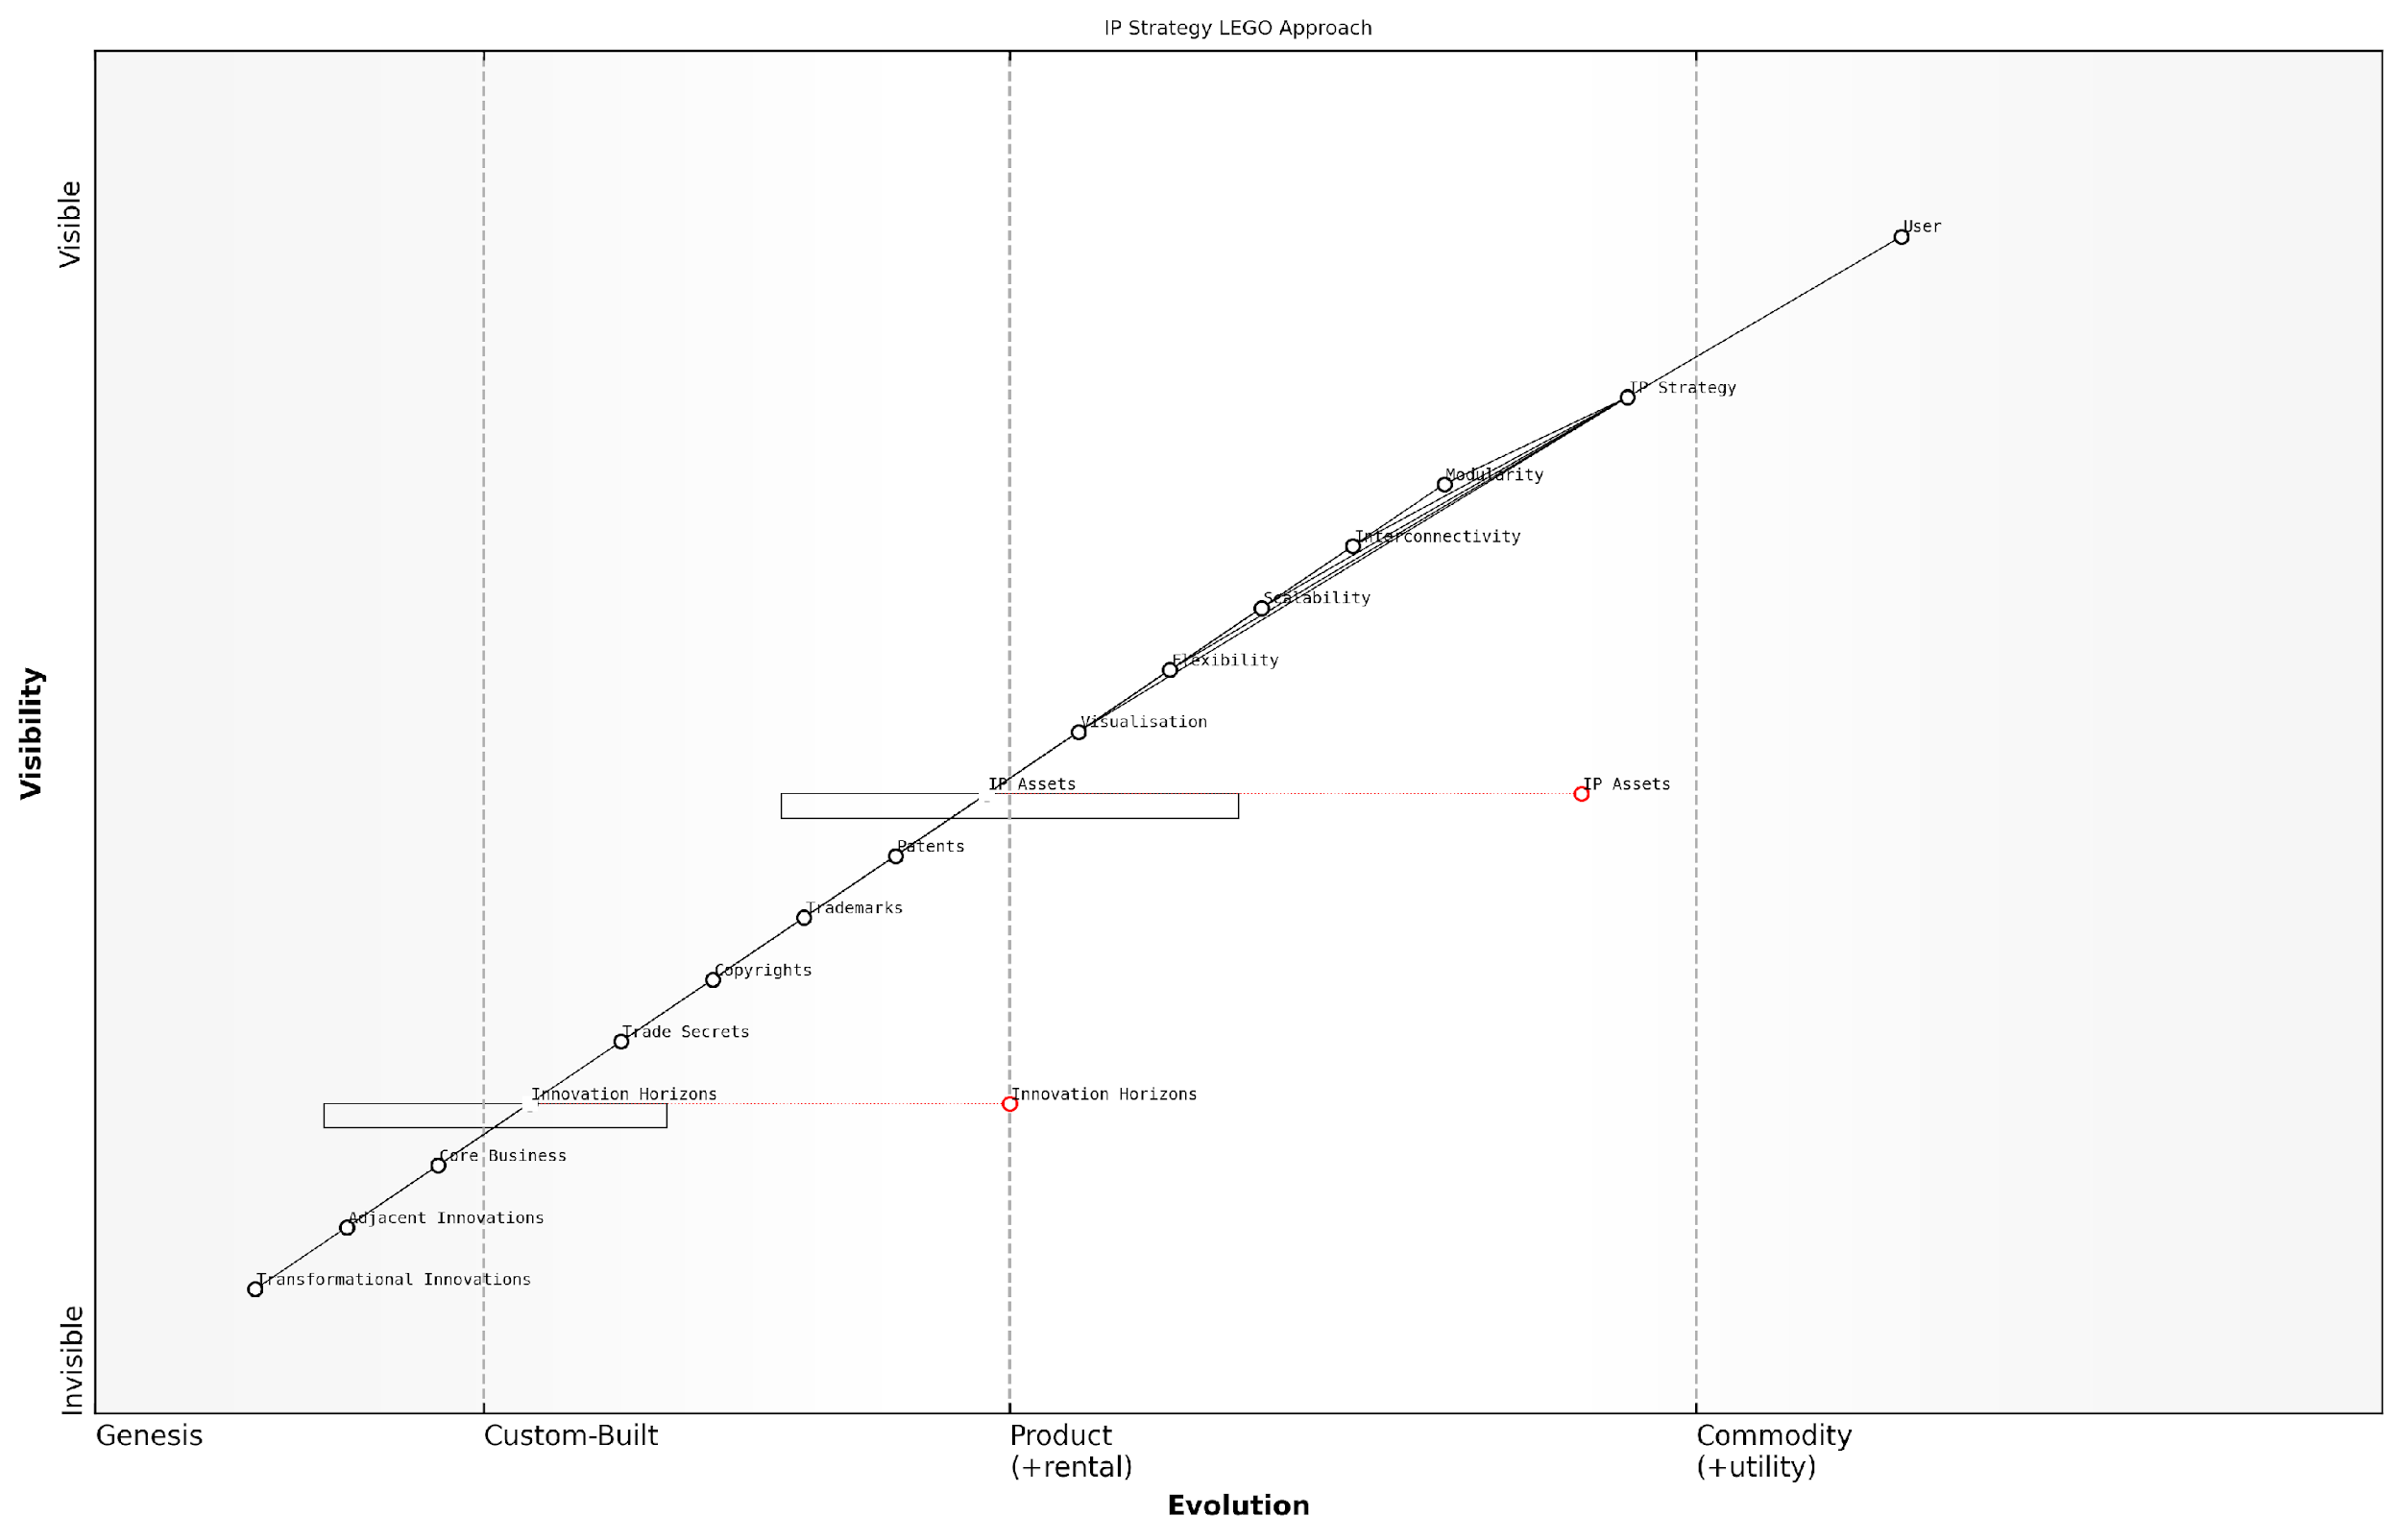 IP Strategy LEGO Approach
Visible
User
IP Strategy
Modularity
Interconnectivity
Scalability
Flexibility
Visualisation
Visibility
IP Assets
IP Assets
Patents
Trademarks
Copyrights
Trade Secrets
Innovation Horizons
Innovation Horizons
Core Business
Adjacent Innovations
Transformational Innovations
Invisible
Genesis
Custom-Built
Product
(+rental)
Commodity
(+utility)
Evolution